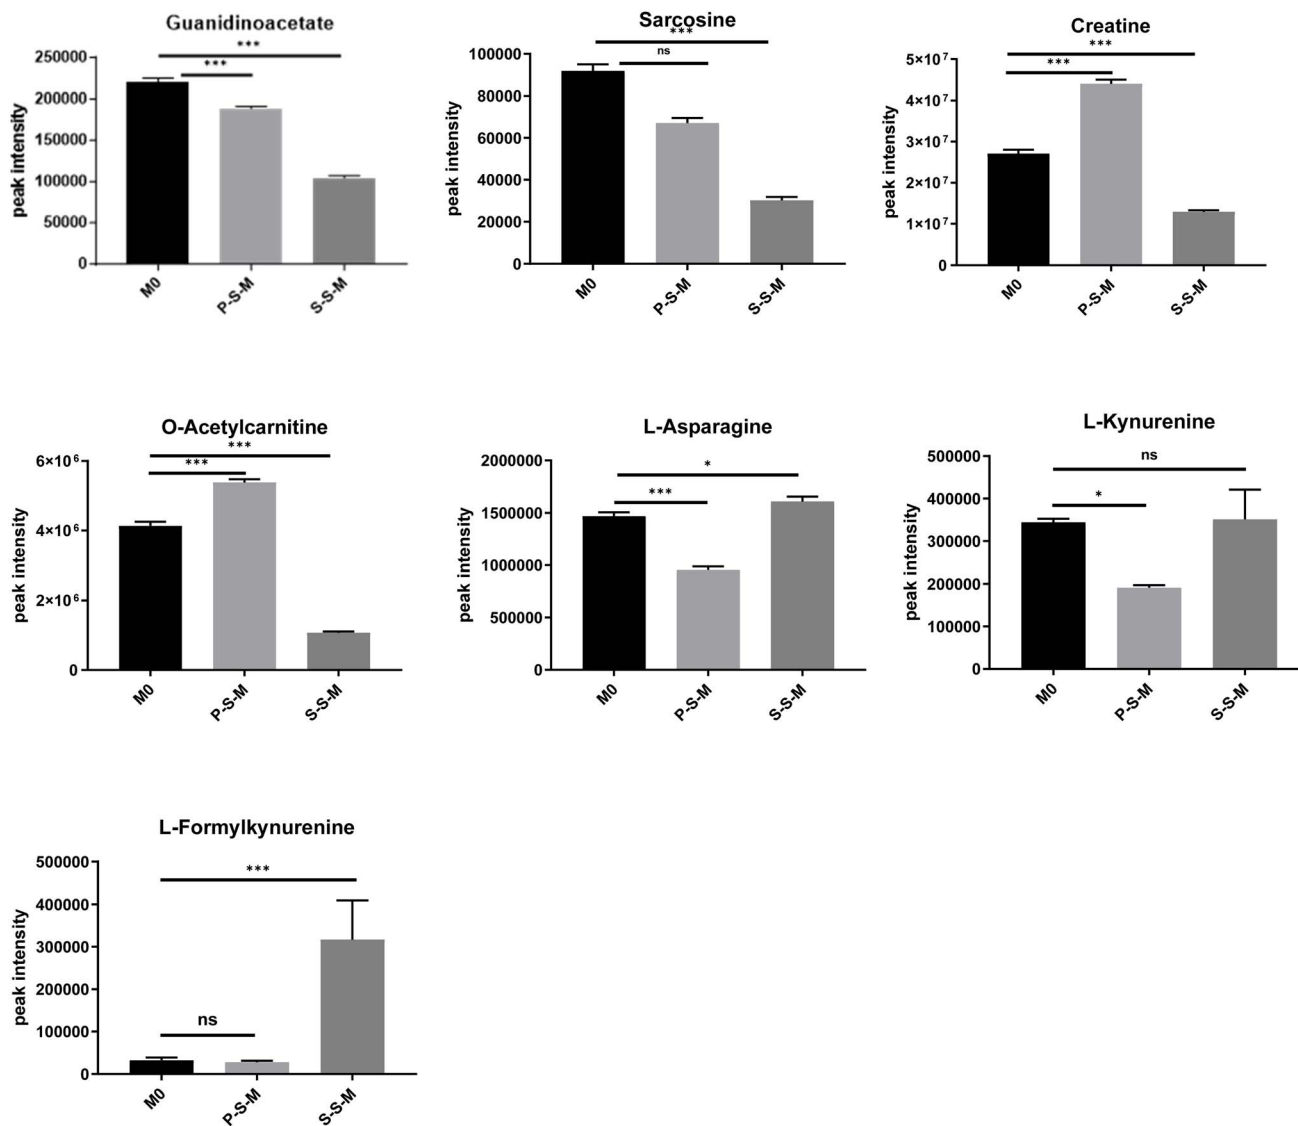 Guanidinoacetate
***
***
peak intensity
250000
200000
150000
100000
50000
0
M0
P-S-M
S-S-M
Sarcosine
***
ns
peak intensity
100000
80000
60000
40000
20000
0
M0
P-S-M
S-S-M
Creatine
***
***
peak intensity
5×10⁷
4×10⁷
3×10⁷
2×10⁷
1×10⁷
0
M0
P-S-M
S-S-M
O-Acetylcarnitine
***
***
peak intensity
6×10⁶
4×10⁶
2×10⁶
0
M0
P-S-M
S-S-M
L-Asparagine
*
***
peak intensity
2000000
1500000
1000000
500000
0
M0
P-S-M
S-S-M
L-Kynurenine
ns
*
peak intensity
500000
400000
300000
200000
100000
0
M0
P-S-M
S-S-M
L-Formylkynurenine
***
ns
peak intensity
500000
400000
300000
200000
100000
0
M0
P-S-M
S-S-M